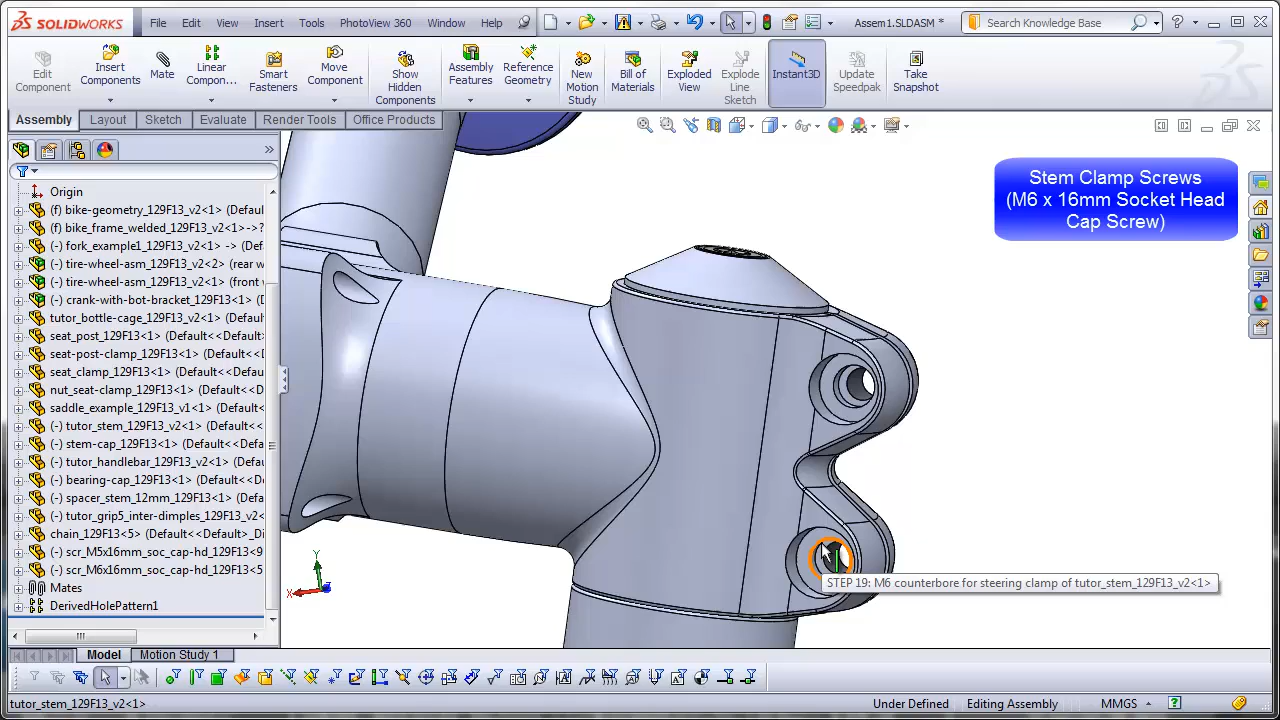 SOLIDWORKS File Edit View Insert Tools PhotoView 360 Window Help Assem1.SLDASM * Search Knowledge Base
Edit Component
Insert Components
Mate
Linear Compon...
Smart Fasteners
Move Component
Show Hidden Components
Assembly Features
Reference Geometry
New Motion Study
Bill of Materials
Exploded View
Explode Line Sketch
Instant3D
Update Speedpak
Take Snapshot
Assembly Layout Sketch Evaluate Render Tools Office Products
Origin
(f) bike-geometry_129F13_v2<1> (Defau
(f) bike_frame_welded_129F13_v2<1>->?
(-) fork_example1_129F13_v2<1> -> (De
(-) tire-wheel-asm_129F13_v2<2> (rear w
(-) tire-wheel-asm_129F13_v2<1> (front
(-) crank-with-bot-bracket_129F13<1> (
tutor_bottle-cage_129F13_v2<1> (Defau
seat_post_129F13<1> (Default<<Default
seat-post-clamp_129F13<1> (Default<<
seat_clamp_129F13<1> (Default<<Defau
nut_seat-clamp_129F13<1> (Default<<D
saddle_example_129F13_v1<1> (Default
(-) tutor_stem_129F13_v2<1> (Default<
(-) stem-cap_129F13<1> (Default<<Def
(-) tutor_handlebar_129F13_v2<1> (Def
(-) bearing-cap_129F13<1> (Default<<D
(-) spacer_stem_12mm_129F13<1> (Def
(-) tutor_grip5_inter-dimples_129F13_v2
chain_129F13<5> (Default<<Default>_Di
(-) scr_M5x16mm_soc_cap-hd_129F13<9
(-) scr_M6x16mm_soc_cap-hd_129F13<5
Mates
DerivedHolePattern1
Stem Clamp Screws
(M6 x 16mm Socket Head
Cap Screw)
STEP 19: M6 counterbore for steering clamp of tutor_stem_129F13_v2<1>
Y
X
Model Motion Study 1
tutor_stem_129F13_v2<1> Under Defined Editing Assembly MMGS